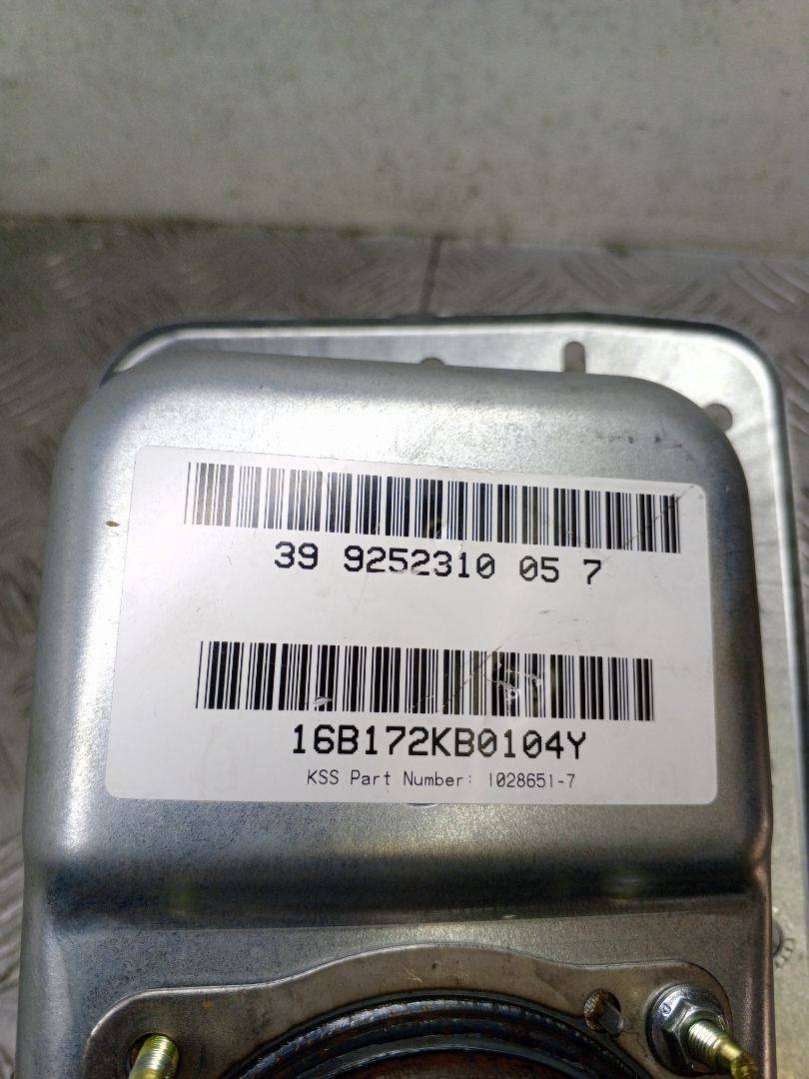 39 9252310 05 7
16B172KB0104Y
KSS Part Number: 1028651-7